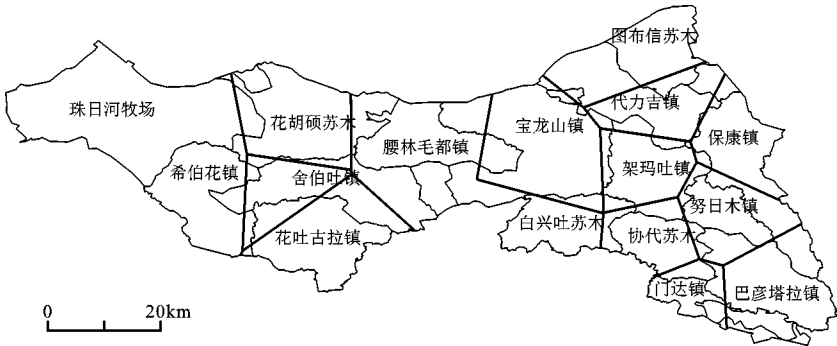 图布信苏木
代力吉镇
珠日河牧场
花胡硕苏木
宝龙山镇
保康镇
腰林毛都镇
希伯花镇
舍伯吐镇
架玛吐镇
努日木镇
白兴吐苏木
花吐古拉镇
协代苏木
门达镇
巴彦塔拉镇
0 20km